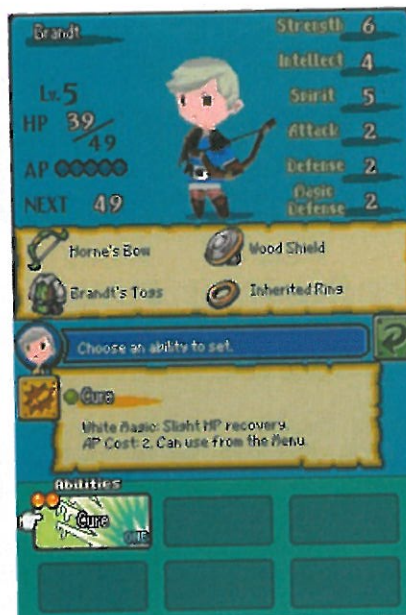 Brandt
Strength 6
Intellect 4
Lv.5
Spirit 5
HP 39/49
Attack 2
AP
Defense 2
NEXT 49
Magic Defense 2
Horne's Bow
Wood Shield
Brandt's Togs
Inherited Ring
Choose an ability to set.
Cure
White Magic: Slight HP recovery.
AP Cost: 2. Can use from the Menu.
Abilities
Cure
ONE